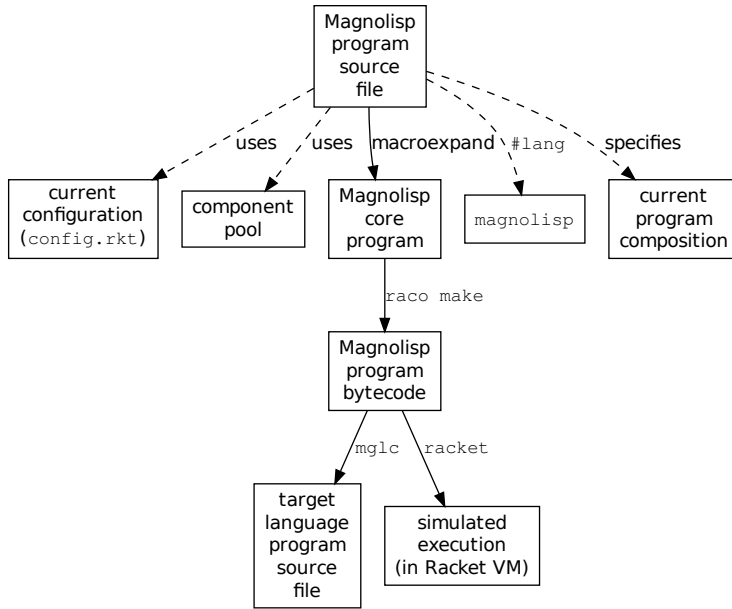 Magnolisp
program
source
file
uses
uses
macroexpand
#lang
specifies
current
configuration
(config.rkt)
component
pool
Magnolisp
core
program
magnolisp
current
program
composition
raco make
Magnolisp
program
bytecode
mglc
racket
target
language
program
source
file
simulated
execution
(in Racket VM)